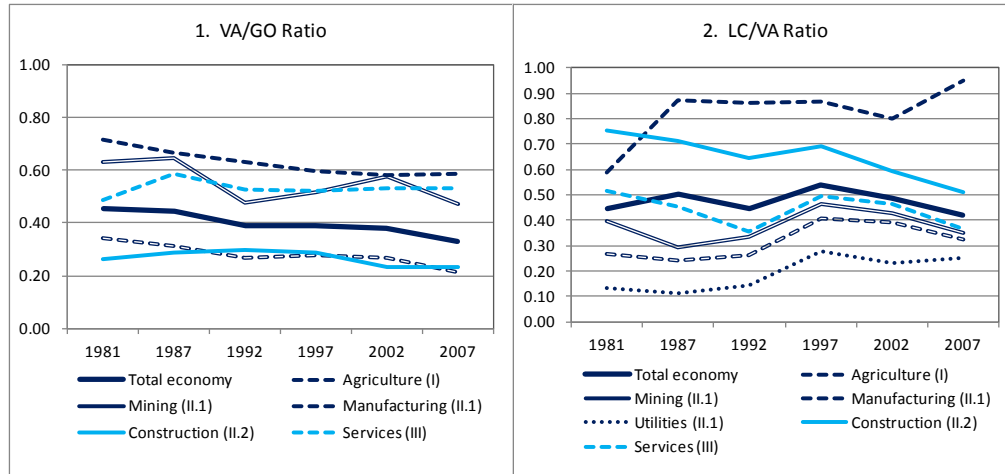 1. VA/GO Ratio
1.00
0.80
0.60
0.40
0.20
0.00
1981 1987 1992 1997 2002 2007
Total economy Agriculture (I)
Mining (II.1) Manufacturing (II.1)
Construction (II.2) Services (III)
2. LC/VA Ratio
1.00
0.90
0.80
0.70
0.60
0.50
0.40
0.30
0.20
0.10
0.00
1981 1987 1992 1997 2002 2007
Total economy Agriculture (I)
Mining (II.1) Manufacturing (II.1)
Utilities (II.1) Construction (II.2)
Services (III)